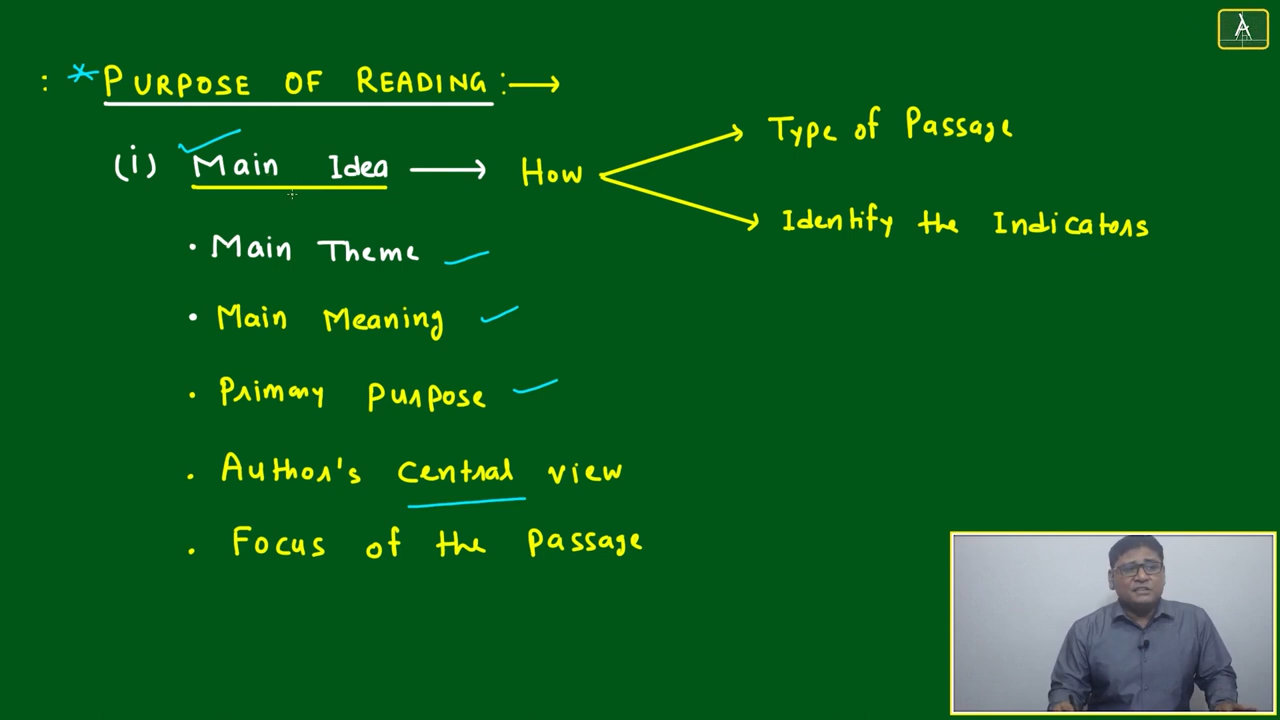 : * PURPOSE OF READING :→
(i) Main Idea → How
Type of Passage
Identify the Indicators
• Main Theme
• Main Meaning
• Primary Purpose
• Author's central view
• Focus of the passage